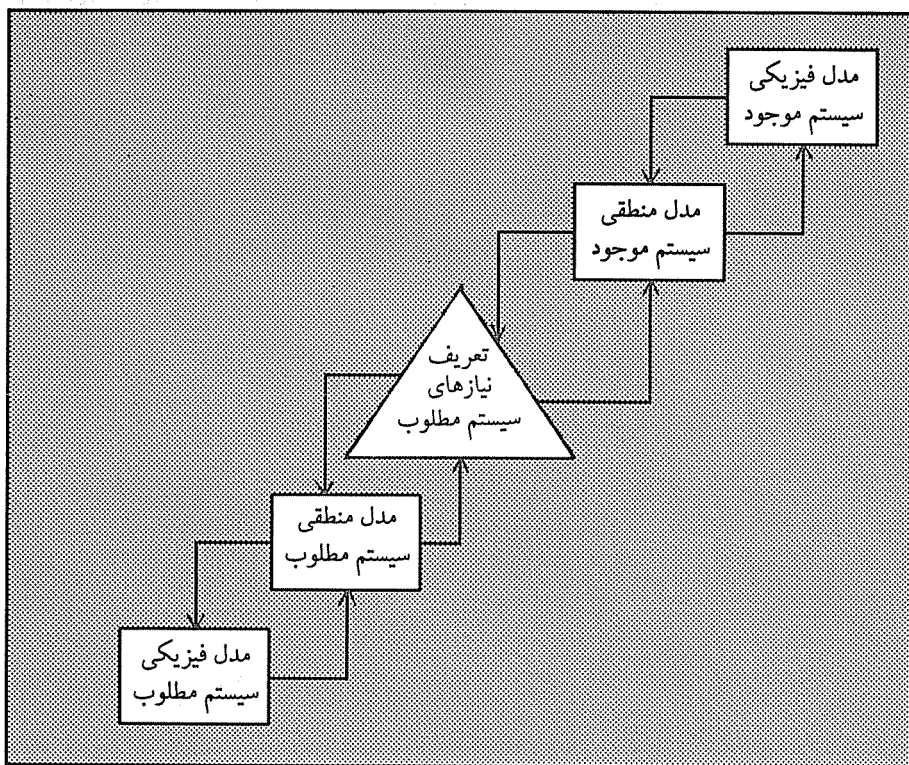 مدل فیزیکی
سیستم موجود
مدل منطقی
سیستم موجود
تعریف
نیازهای
سیستم مطلوب
مدل منطقی
سیستم مطلوب
مدل فیزیکی
سیستم مطلوب